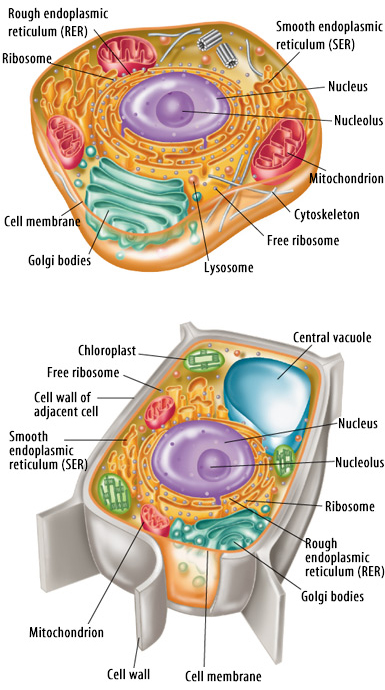 Rough endoplasmic
reticulum (RER)
Smooth endoplasmic
reticulum (SER)
Ribosome
Nucleus
Nucleolus
Mitochondrion
Cell membrane
Cytoskeleton
Free ribosome
Golgi bodies
Lysosome
Central vacuole
Chloroplast
Free ribosome
Cell wall of
adjacent cell
Nucleus
Smooth
endoplasmic
reticulum (SER)
Nucleolus
Ribosome
Rough
endoplasmic
reticulum (RER)
Golgi bodies
Mitochondrion
Cell wall
Cell membrane